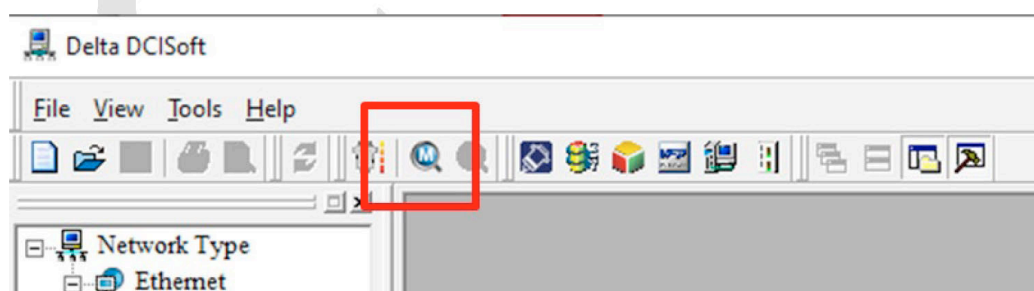 Delta DCISoft
File View Tools Help
M
Network Type
Ethernet